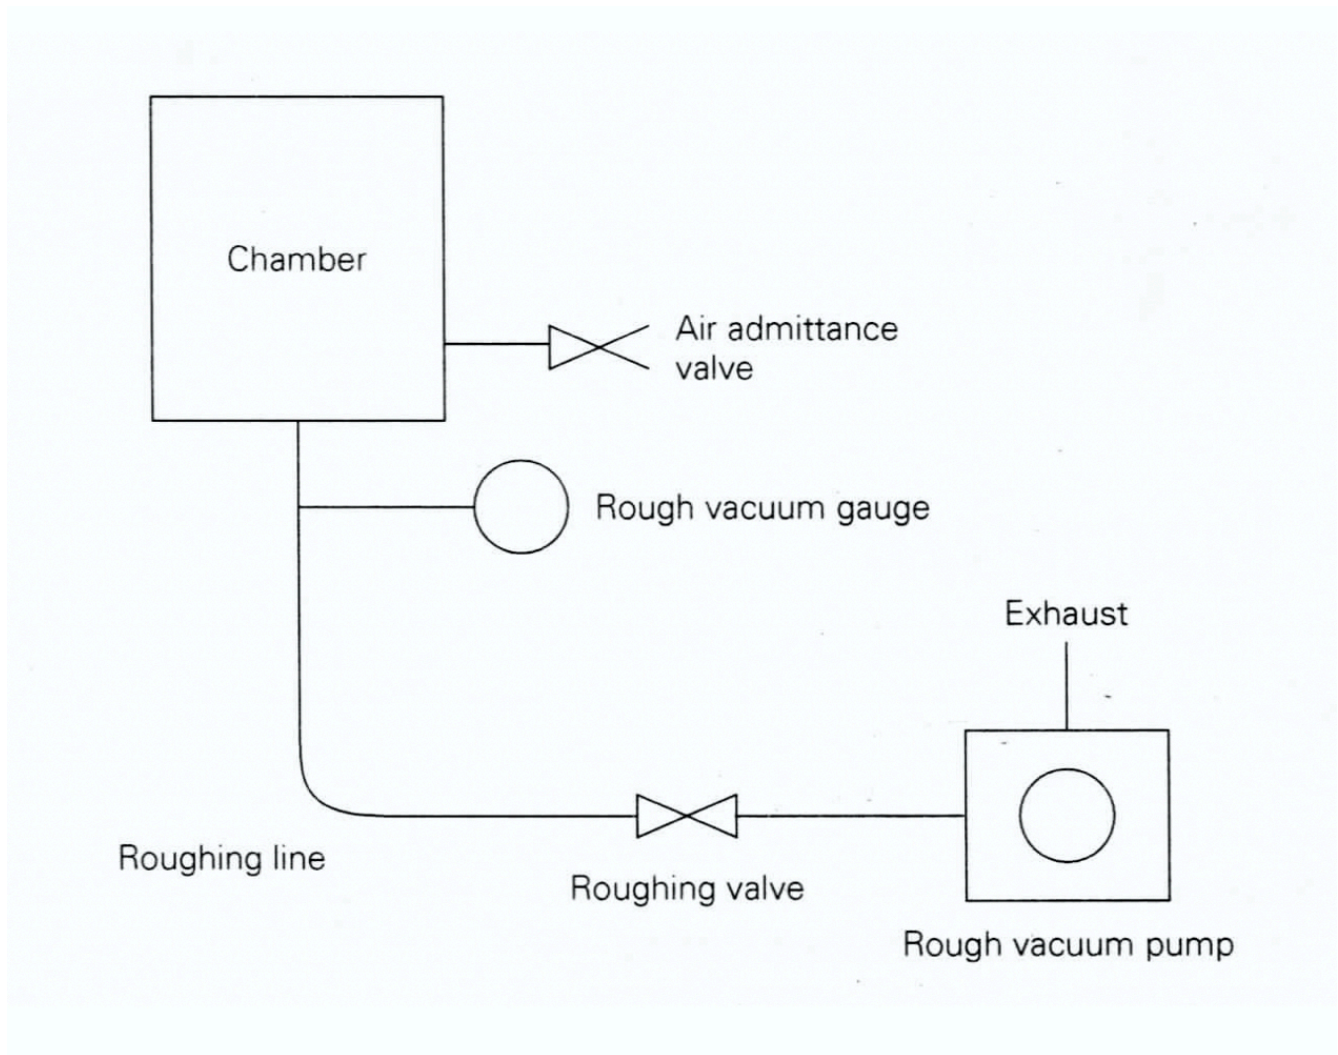 Chamber
Air admittance
valve
Rough vacuum gauge
Exhaust
Roughing line
Roughing valve
Rough vacuum pump